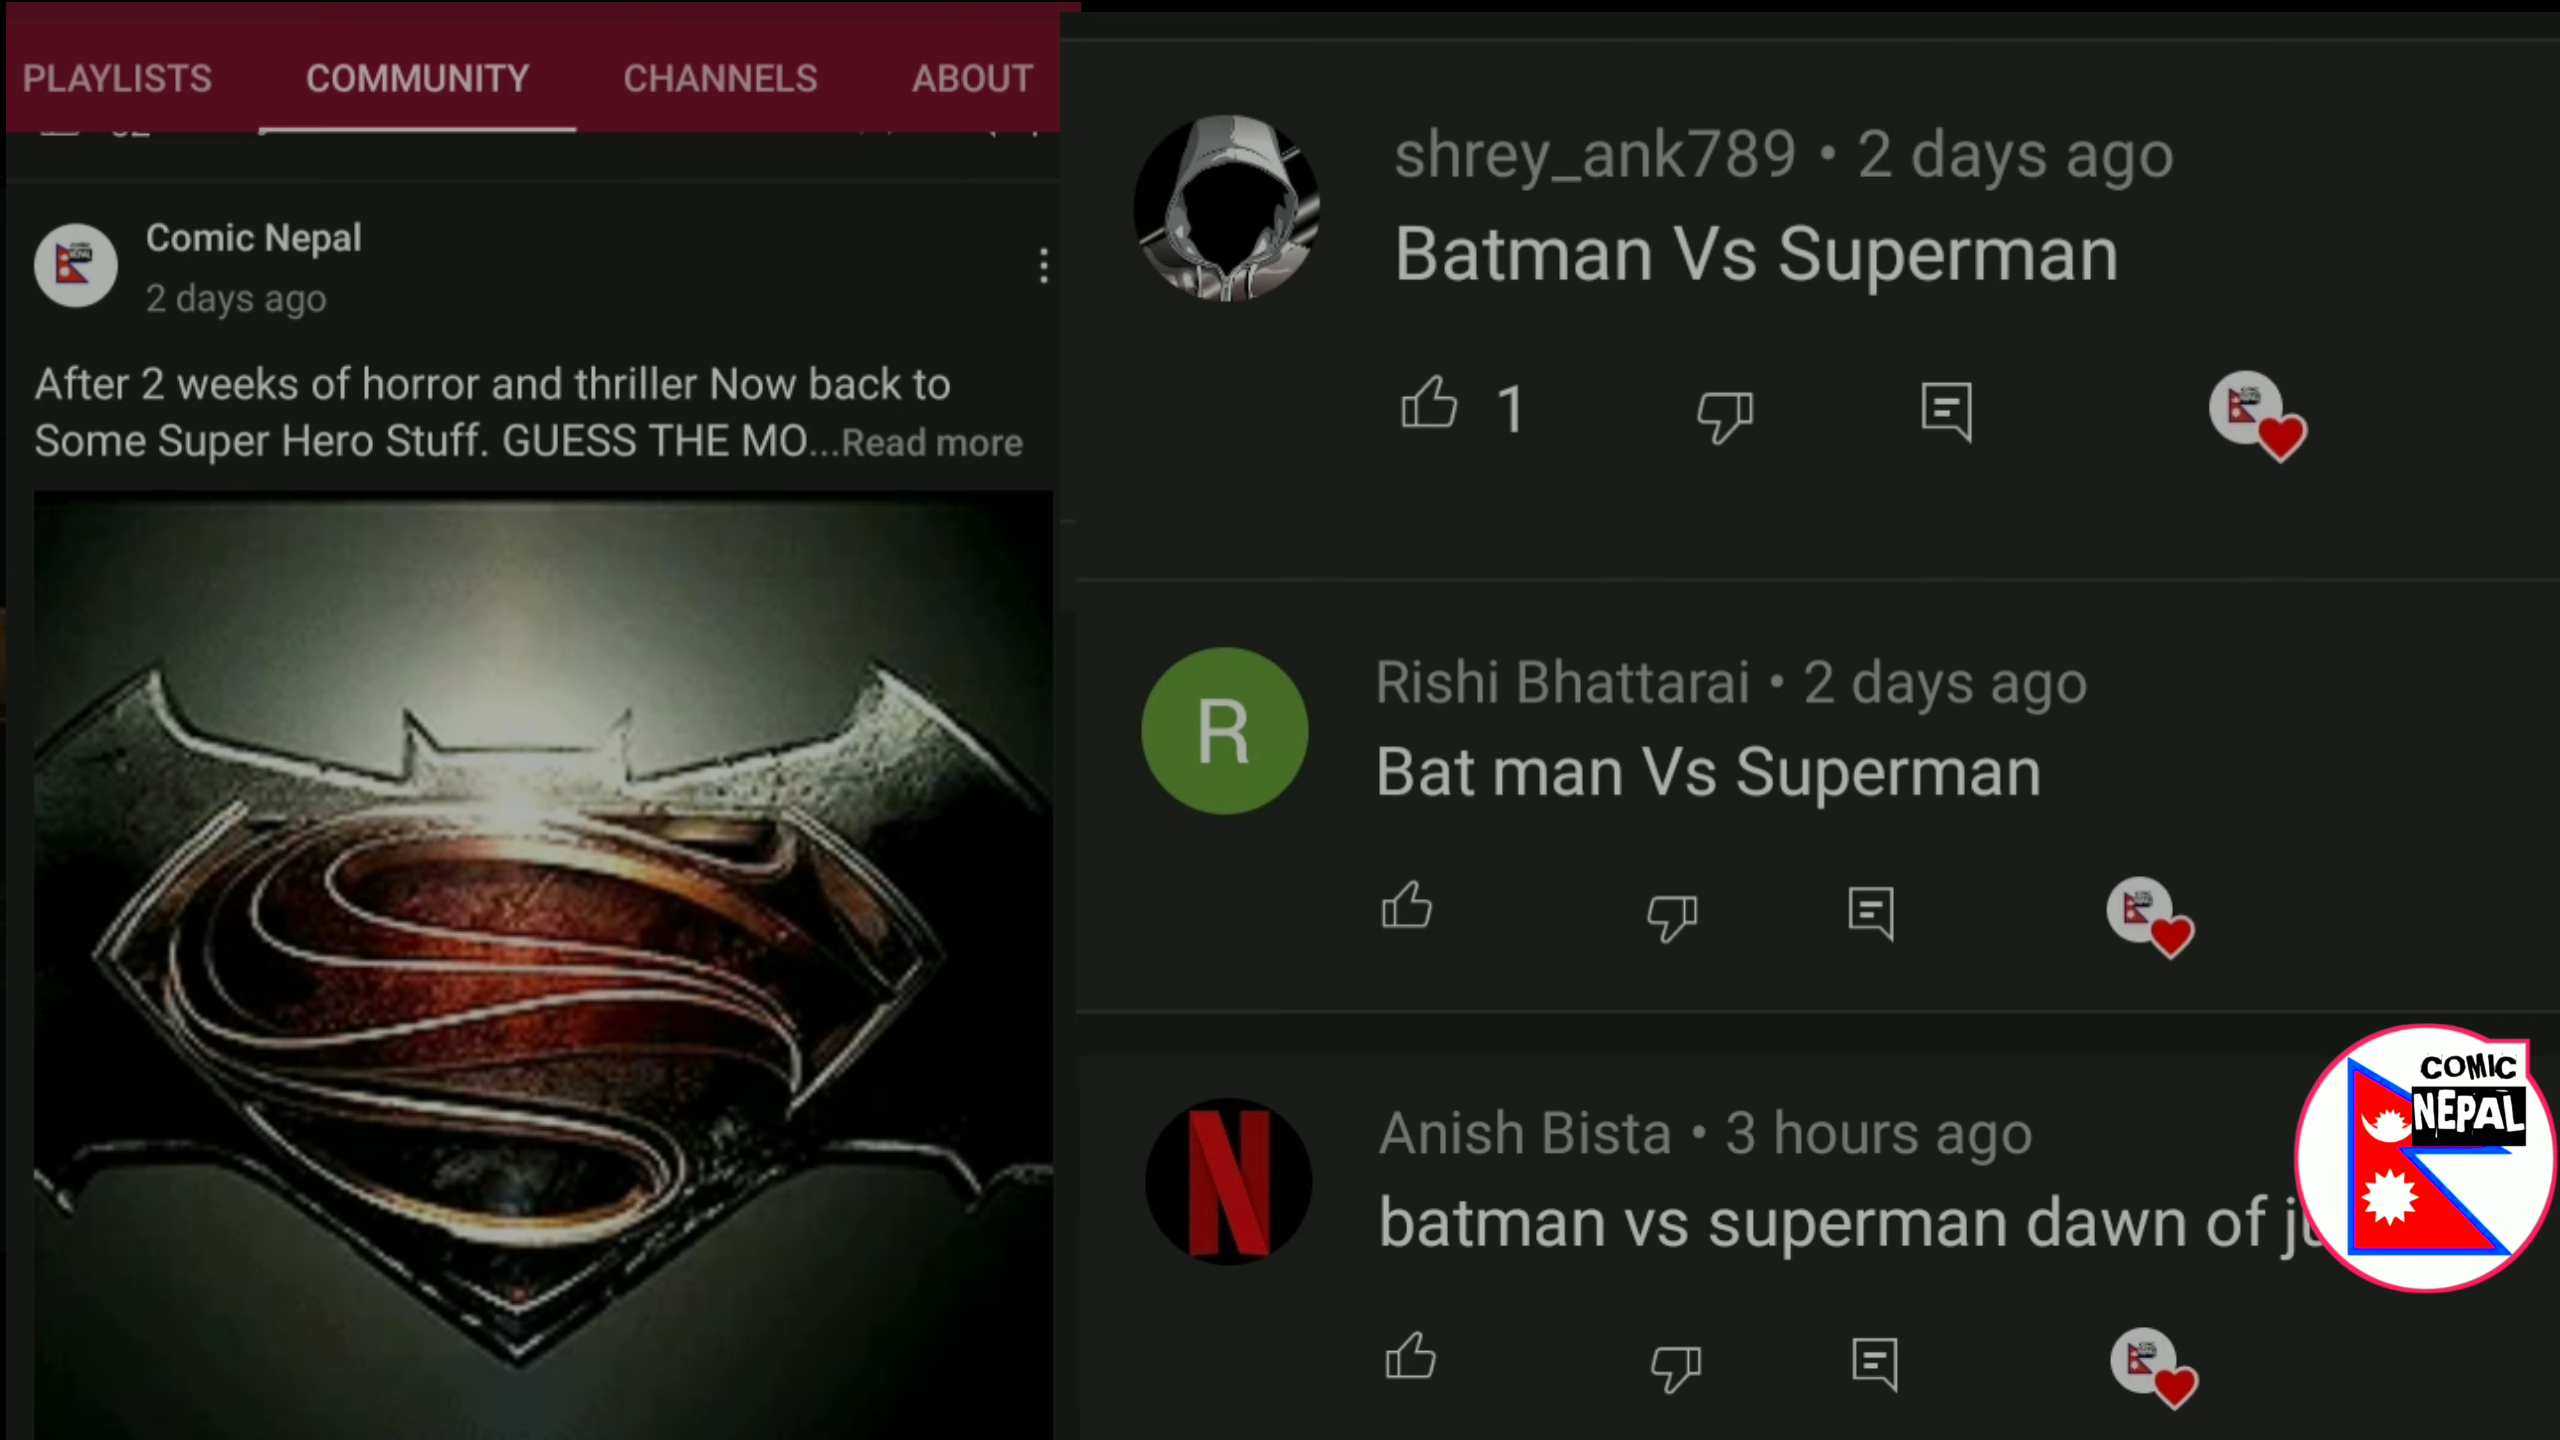 PLAYLISTS COMMUNITY CHANNELS ABOUT
Comic Nepal
2 days ago
After 2 weeks of horror and thriller Now back to
Some Super Hero Stuff. GUESS THE MO...Read more
shrey_ank789 • 2 days ago
Batman Vs Superman
1
R
Rishi Bhattarai • 2 days ago
Bat man Vs Superman
N
Anish Bista • 3 hours ago
batman vs superman dawn of
COMIC
NEPAL